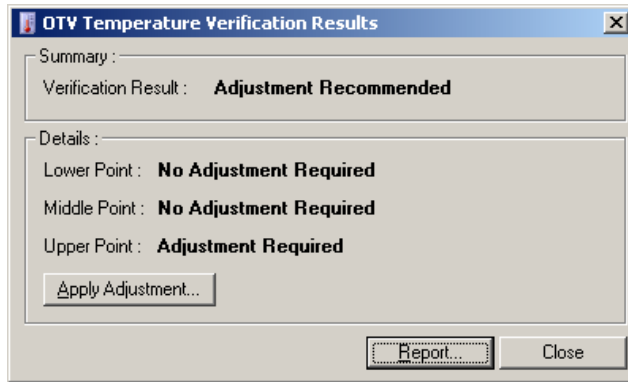 OTV Temperature Verification Results
Summary :
Verification Result : Adjustment Recommended
Details :
Lower Point : No Adjustment Required
Middle Point : No Adjustment Required
Upper Point : Adjustment Required
Apply Adjustment...
Report... Close